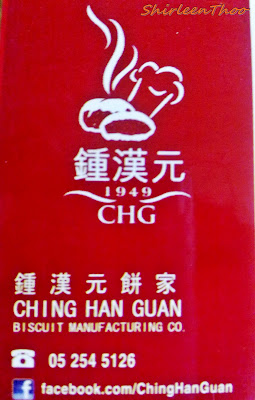 ShirleenThoo
鍾漢元
1949
CHG
鍾漢元餅家
CHING HAN GUAN
BISCUIT MANUFACTURING CO.
☎ 05 254 5126
f facebook.com/ChingHanGuan